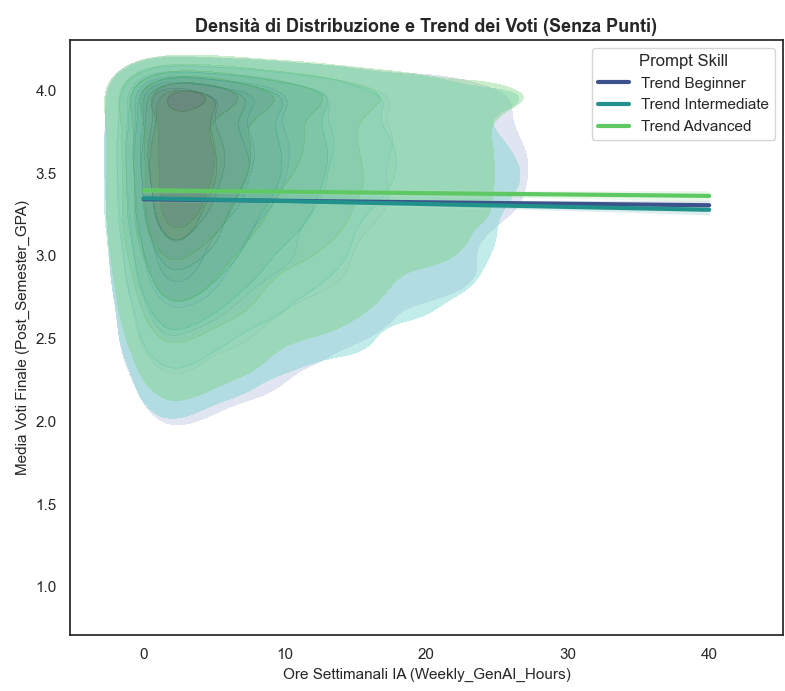 Densità di Distribuzione e Trend dei Voti (Senza Punti)
Prompt Skill
Trend Beginner
Trend Intermediate
Trend Advanced
4.0
3.5
3.0
2.5
2.0
1.5
1.0
Media Voti Finale (Post_Semester_GPA)
0 10 20 30 40
Ore Settimanali IA (Weekly_GenAI_Hours)